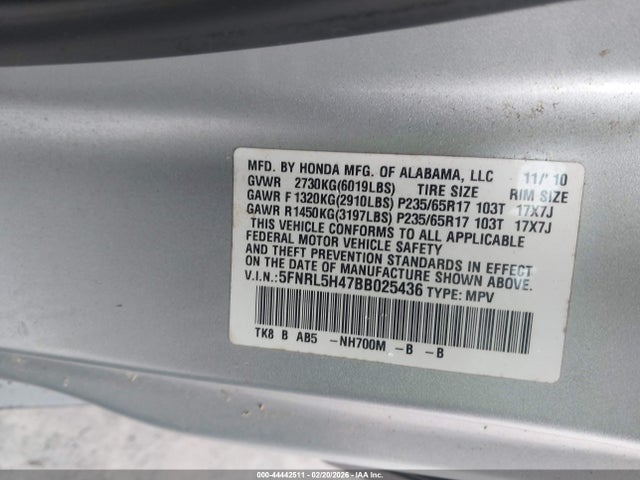 MFD. BY HONDA MFG. OF ALABAMA, LLC 11/'10
GVWR 2730KG(6019LBS) TIRE SIZE RIM SIZE
GAWR F 1320KG(2910LBS) P235/65R17 103T 17X7J
GAWR R1450KG(3197LBS) P235/65R17 103T 17X7J
THIS VEHICLE CONFORMS TO ALL APPLICABLE
FEDERAL MOTOR VEHICLE SAFETY
AND THEFT PREVENTION STANDARDS IN EFFECT
ON THE DATE OF MANUFACTURE SHOWN ABOVE.
V.I.N.:5FNRL5H47BB025436 TYPE: MPV
TK8 B AB5 -NH700M -B -B
000-44442511 - 02/20/2026 - IAA Inc.